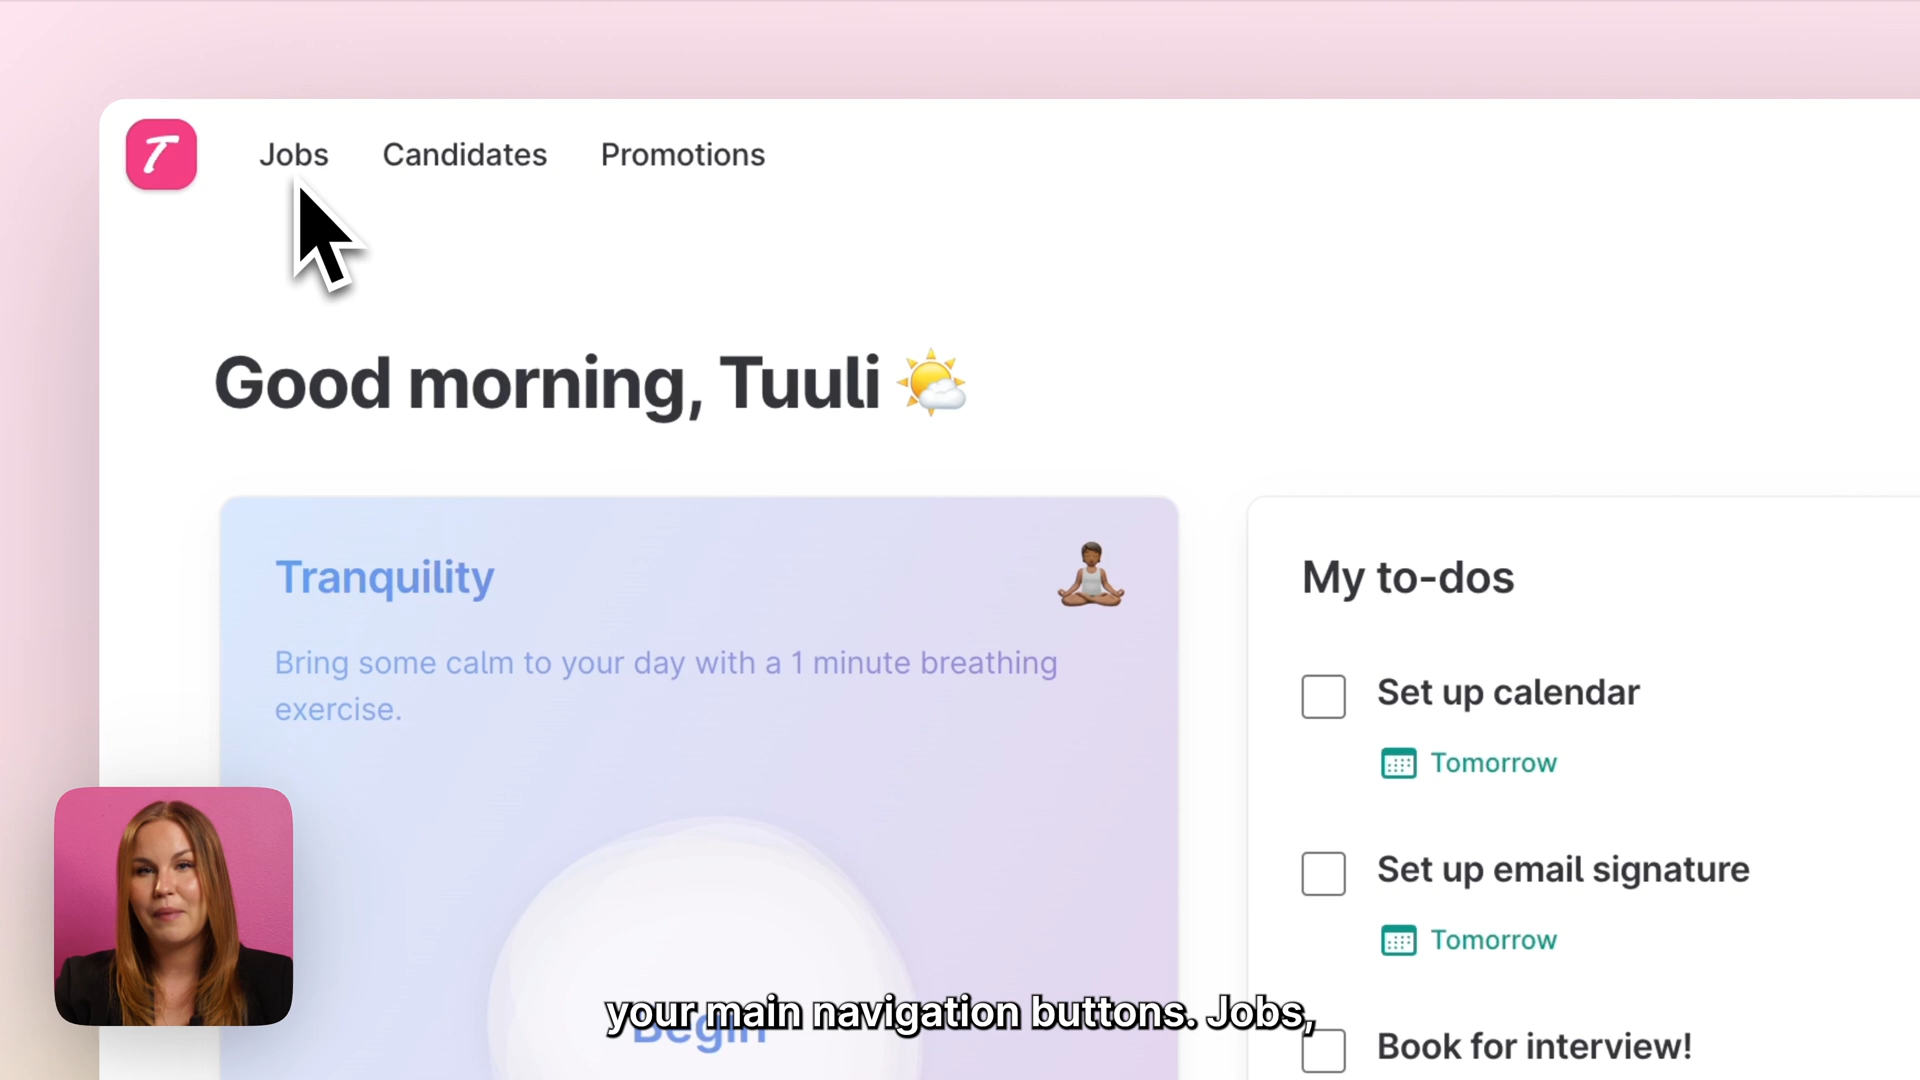 T
Jobs Candidates Promotions
Good morning, Tuuli
Tranquility
Bring some calm to your day with a 1 minute breathing
exercise.
Begin
My to-dos
Set up calendar
Tomorrow
Set up email signature
Tomorrow
Book for interview!
your main navigation buttons. Jobs,